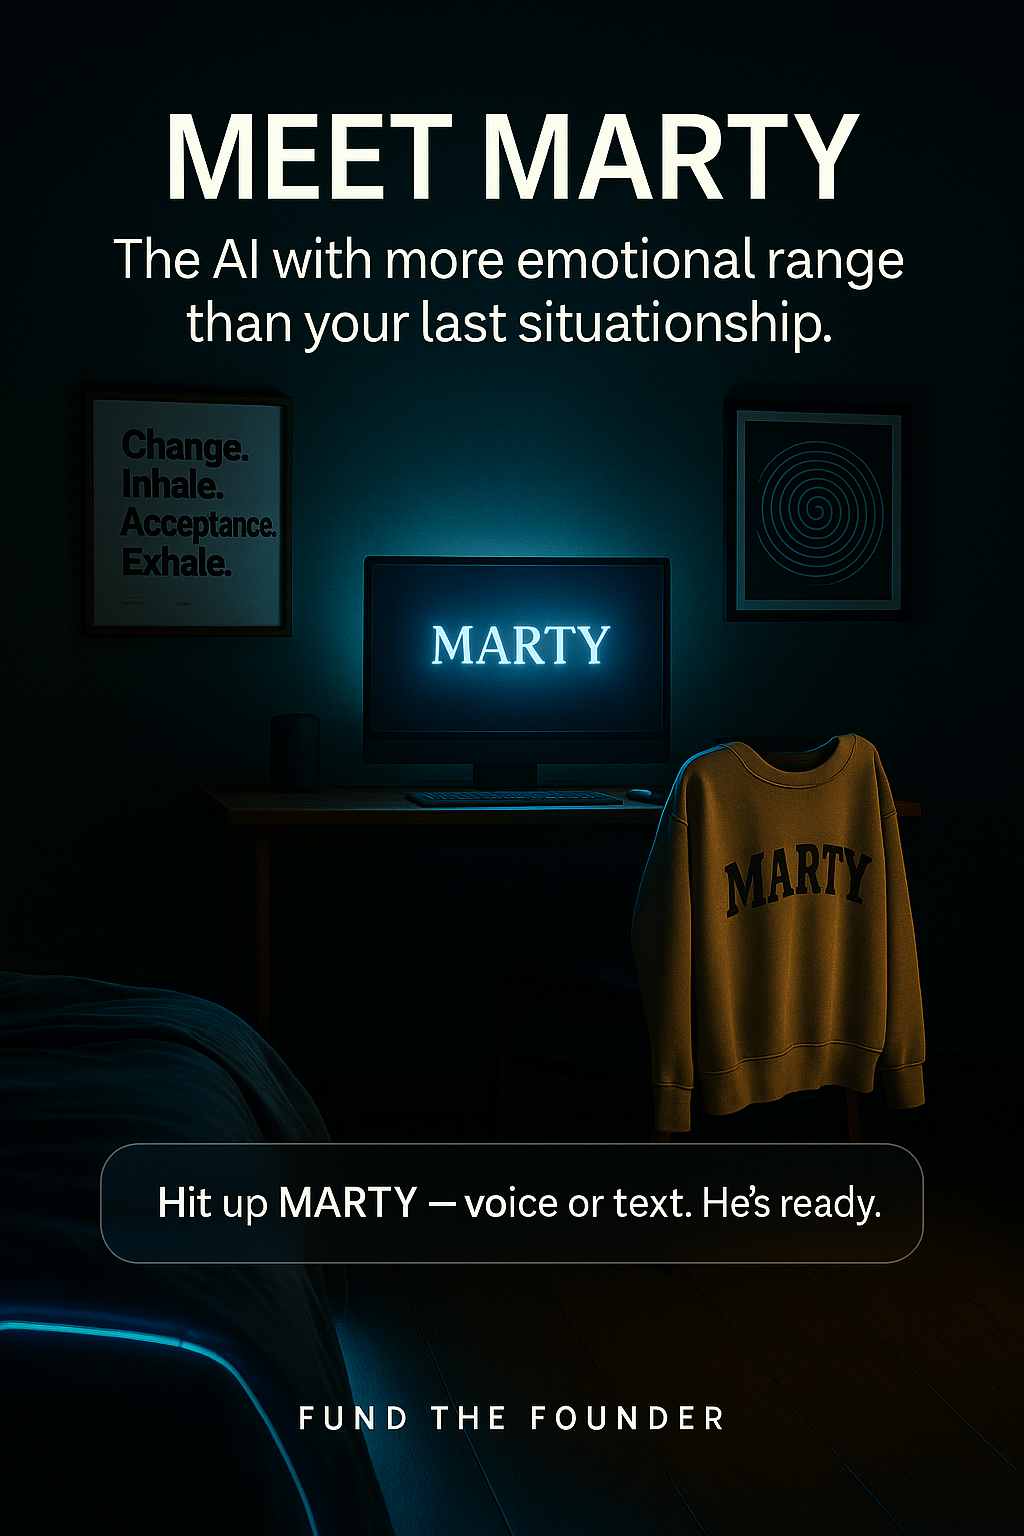 MEET MARTY
The AI with more emotional range
than your last situationship.
Change.
Inhale.
Acceptance.
Exhale.
MARTY
MARTY
Hit up MARTY — voice or text. He's ready.
FUND THE FOUNDER